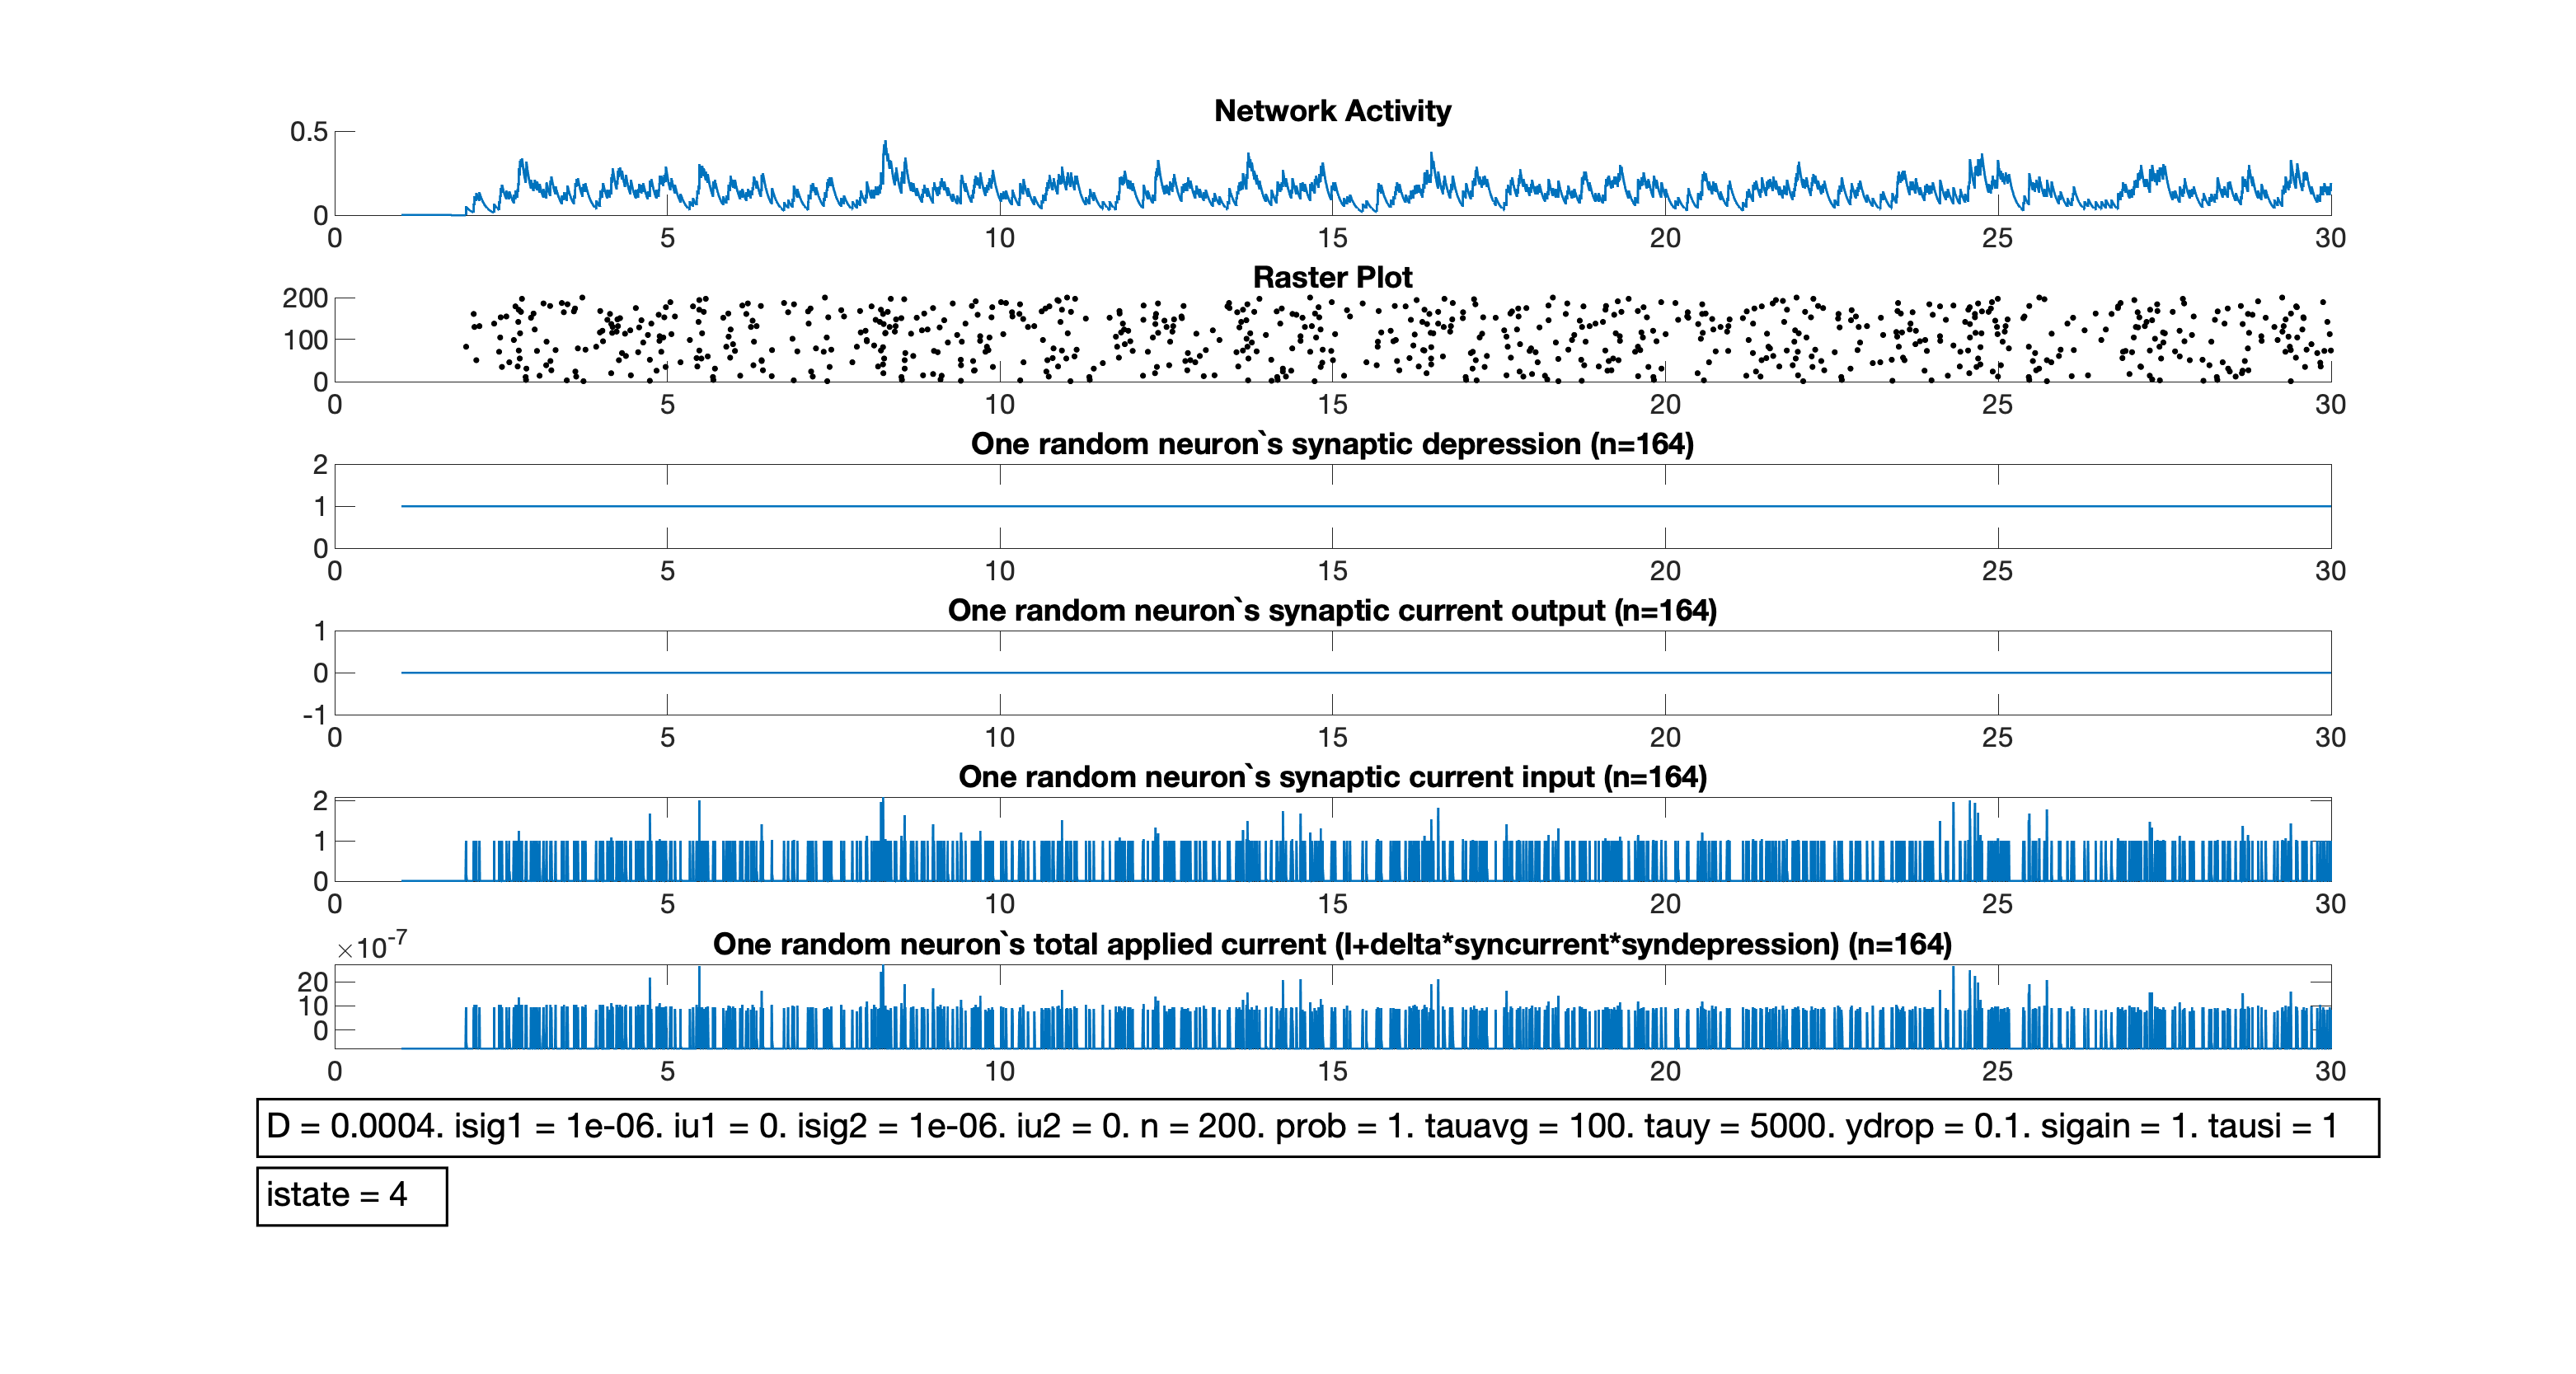 Network Activity
0.5
0
0 5 10 15 20 25 30
Raster Plot
200
100
0
0 5 10 15 20 25 30
One random neuron`s synaptic depression (n=164)
2
1
0
0 5 10 15 20 25 30
One random neuron`s synaptic current output (n=164)
1
0
-1
0 5 10 15 20 25 30
One random neuron`s synaptic current input (n=164)
2
1
0
0 5 10 15 20 25 30
×10⁻⁷
One random neuron`s total applied current (I+delta*syncurrent*syndepression) (n=164)
20
10
0
0 5 10 15 20 25 30
D = 0.0004. isig1 = 1e-06. iu1 = 0. isig2 = 1e-06. iu2 = 0. n = 200. prob = 1. tauavg = 100. tauy = 5000. ydrop = 0.1. sigain = 1. tausi = 1
istate = 4